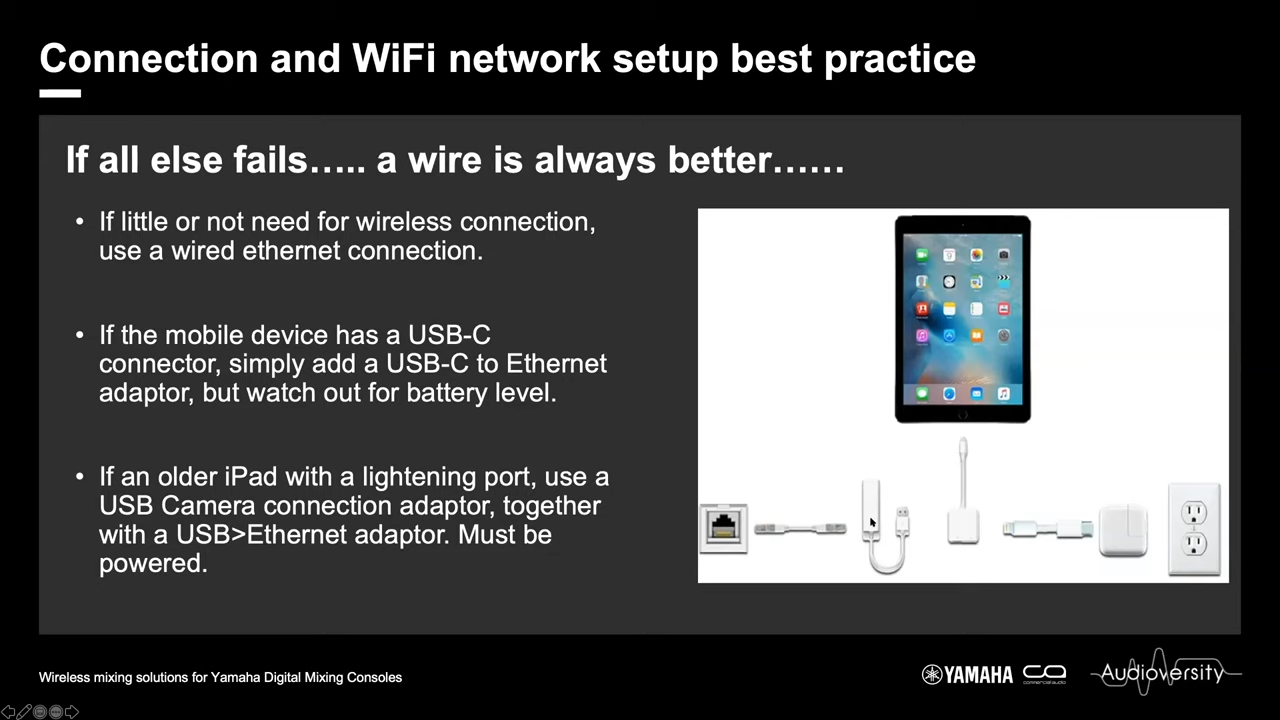 Connection and WiFi network setup best practice
If all else fails….. a wire is always better……
• If little or not need for wireless connection,
use a wired ethernet connection.
• If the mobile device has a USB-C
connector, simply add a USB-C to Ethernet
adaptor, but watch out for battery level.
• If an older iPad with a lightening port, use a
USB Camera connection adaptor, together
with a USB>Ethernet adaptor. Must be
powered.
Wireless mixing solutions for Yamaha Digital Mixing Consoles
YAMAHA
ca
commercial audio
Audioversity